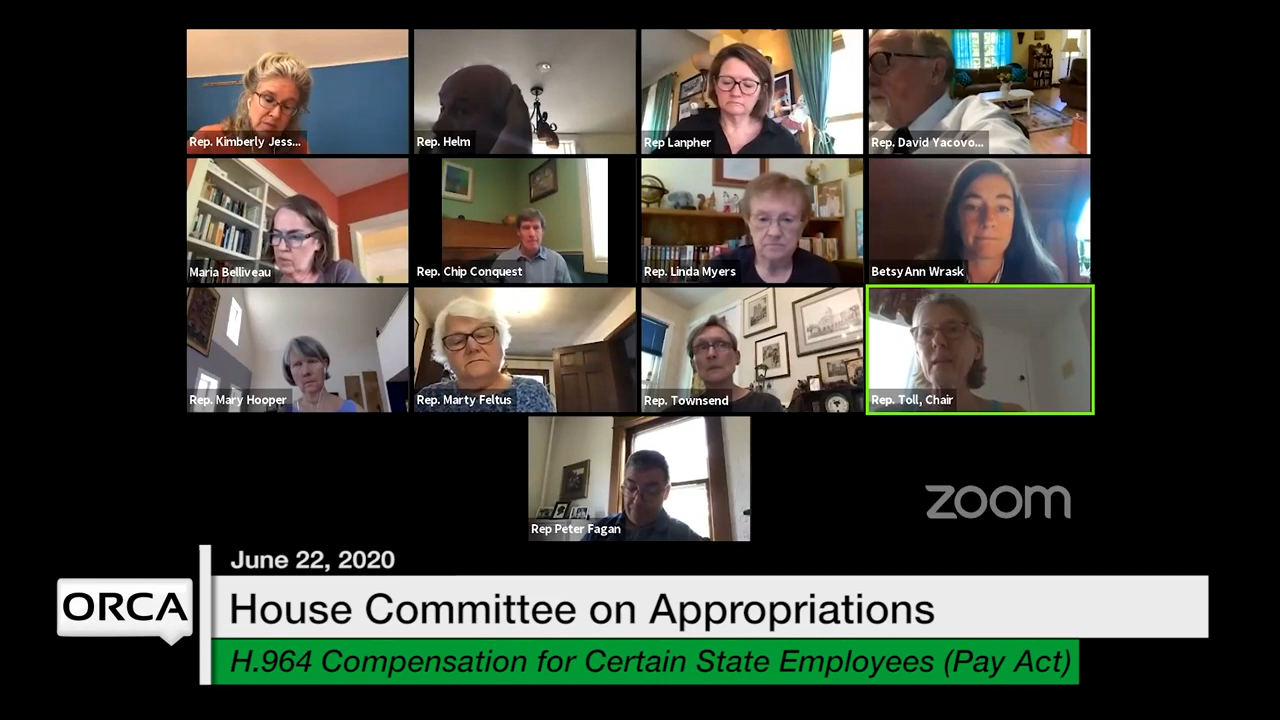 Rep. Kimberly Jess...
Rep. Helm
Rep Lanpher
Rep. David Yacovo...
Maria Belliveau
Rep. Chip Conquest
Rep. Linda Myers
BetsyAnn Wrask
Rep. Mary Hooper
Rep. Marty Feltus
Rep. Townsend
Rep. Toll, Chair
Rep Peter Fagan
zoom
June 22, 2020
ORCA
House Committee on Appropriations
H.964 Compensation for Certain State Employees (Pay Act)